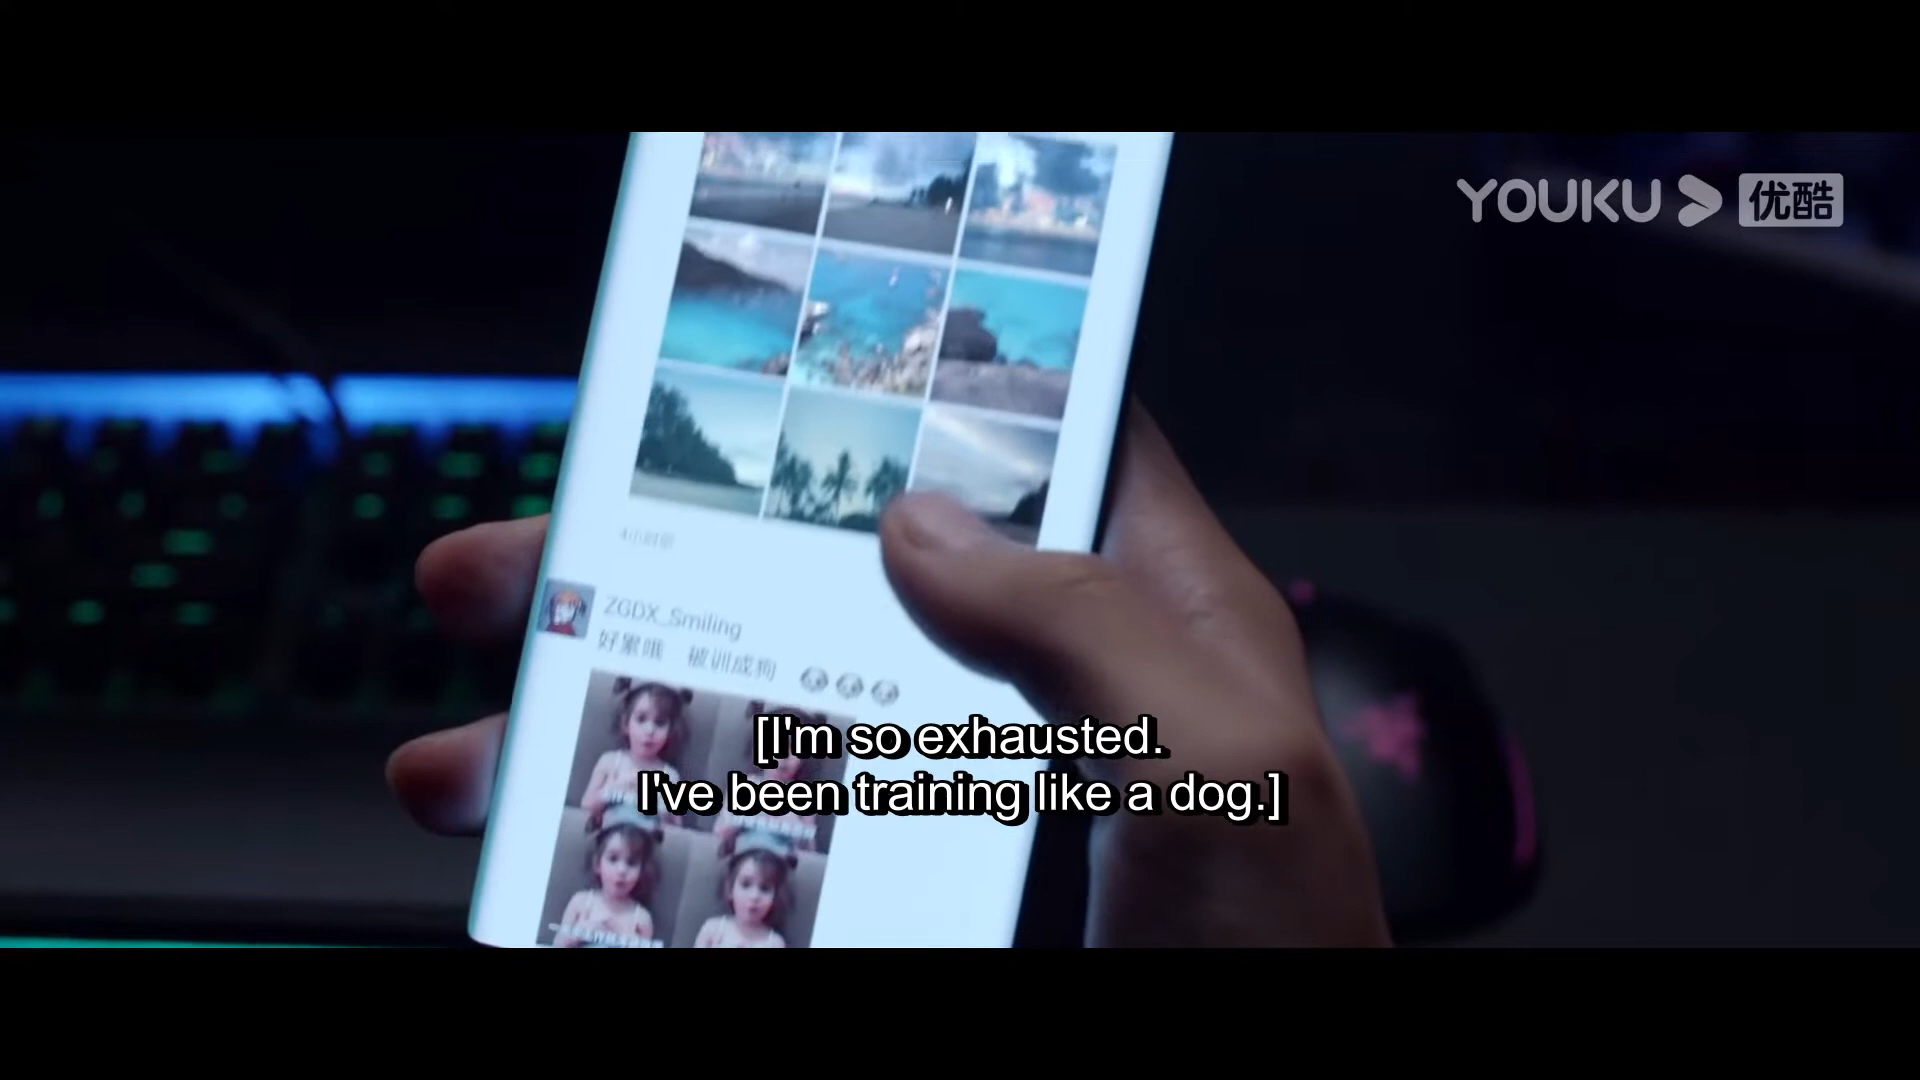 YOUKU 优酷
ZGDX_Smiling
好累哦 被训成狗
[I'm so exhausted.
I've been training like a dog.]